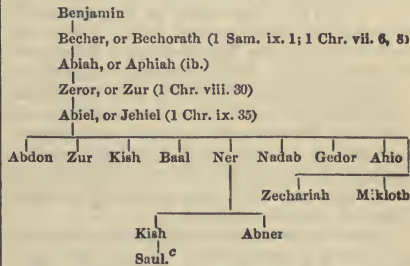 Benjamin
Becher, or Bechorath (1 Sam. ix. 1; 1 Chr. vii. 6, 8)
Abiah, or Aphiah (ib.)
Zeror, or Zur (1 Chr. viii. 30)
Abiel, or Jehiel (1 Chr. ix. 35)
Abdon Zur Kish Baal Ner Nadab Gedor Ahio
Zechariah Mikloth
Kish Abner
Saul.c